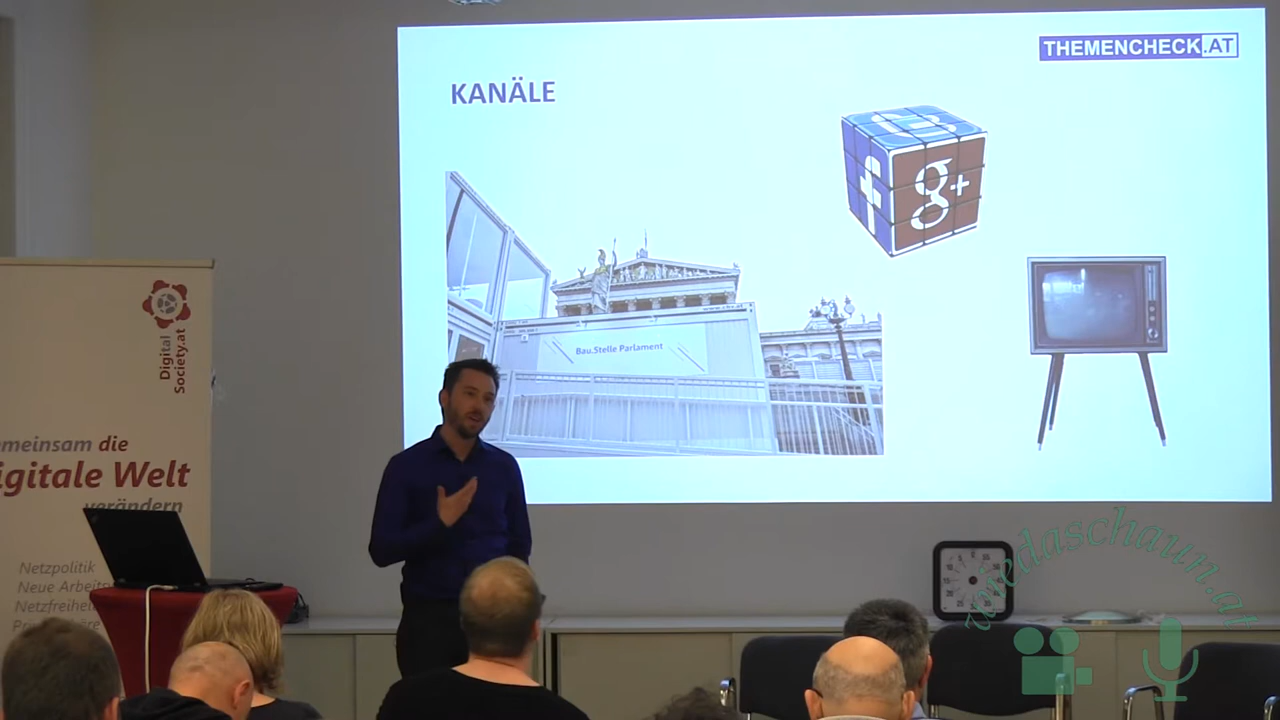 THEMENCHECK.AT
KANÄLE
f
g+
Bau.Stelle Parlament
Digital
Society.at
meinsam die
igitale Welt
verändern
Netzpolitik
Neue Arbeits
Netzfreiheit
wiedaschaun.at